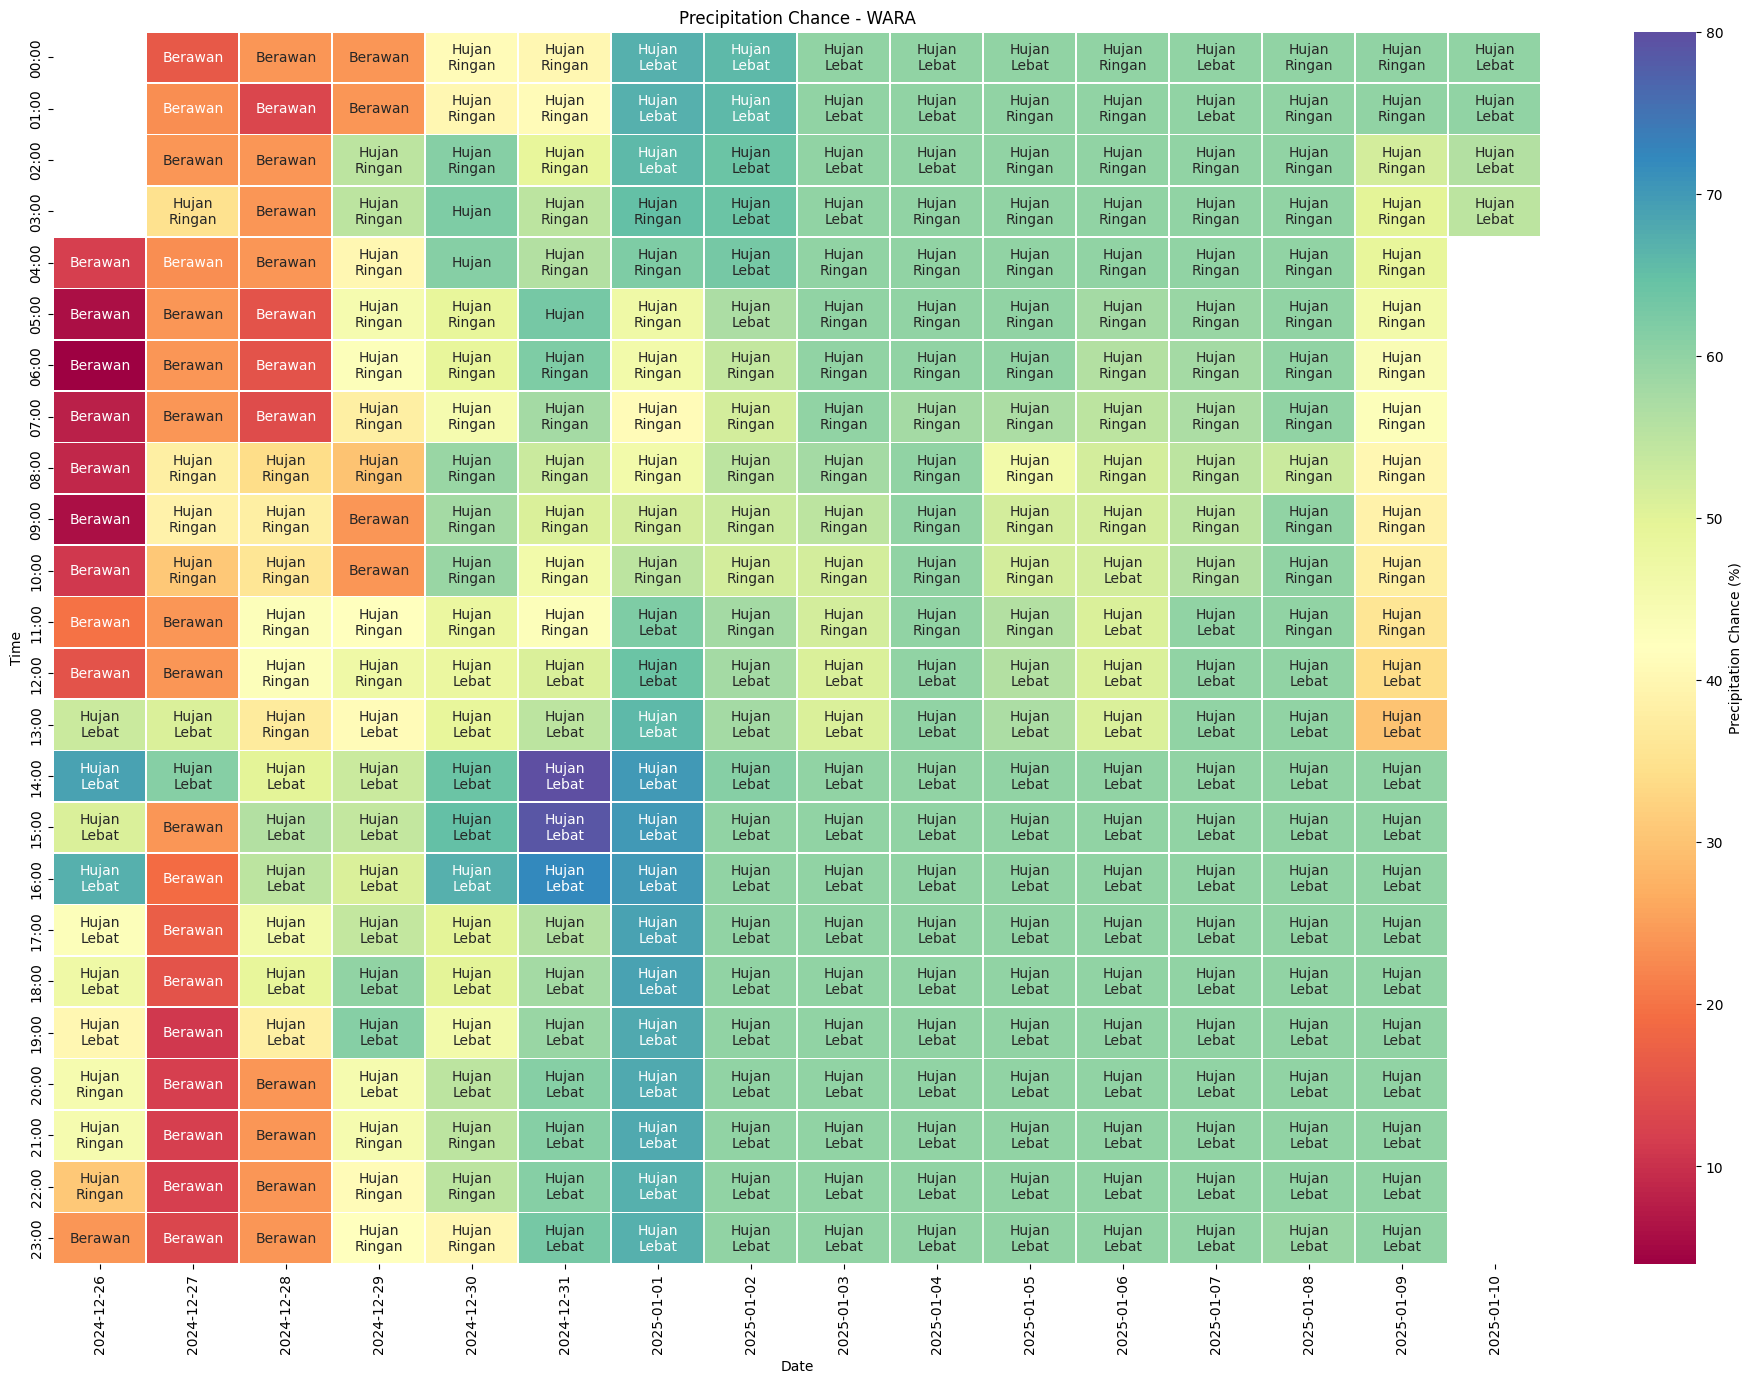 Precipitation Chance - WARA
00:00 Berawan Berawan Berawan Hujan Ringan Hujan Ringan Hujan Lebat Hujan Lebat Hujan Lebat Hujan Lebat Hujan Lebat Hujan Ringan Hujan Lebat Hujan Ringan Hujan Ringan Hujan Lebat
01:00 Berawan Berawan Berawan Hujan Ringan Hujan Ringan Hujan Lebat Hujan Lebat Hujan Lebat Hujan Lebat Hujan Ringan Hujan Ringan Hujan Lebat Hujan Ringan Hujan Ringan Hujan Lebat
02:00 Berawan Berawan Hujan Ringan Hujan Ringan Hujan Ringan Hujan Lebat Hujan Lebat Hujan Lebat Hujan Lebat Hujan Ringan Hujan Ringan Hujan Ringan Hujan Ringan Hujan Ringan Hujan Lebat
03:00 Hujan Ringan Berawan Hujan Ringan Hujan Hujan Ringan Hujan Ringan Hujan Lebat Hujan Lebat Hujan Ringan Hujan Ringan Hujan Ringan Hujan Ringan Hujan Ringan Hujan Ringan Hujan Lebat
04:00 Berawan Berawan Berawan Hujan Ringan Hujan Hujan Ringan Hujan Ringan Hujan Lebat Hujan Ringan Hujan Ringan Hujan Ringan Hujan Ringan Hujan Ringan Hujan Ringan Hujan Ringan
05:00 Berawan Berawan Berawan Hujan Ringan Hujan Ringan Hujan Hujan Ringan Hujan Lebat Hujan Ringan Hujan Ringan Hujan Ringan Hujan Ringan Hujan Ringan Hujan Ringan Hujan Ringan
06:00 Berawan Berawan Berawan Hujan Ringan Hujan Ringan Hujan Ringan Hujan Ringan Hujan Ringan Hujan Ringan Hujan Ringan Hujan Ringan Hujan Ringan Hujan Ringan Hujan Ringan Hujan Ringan
07:00 Berawan Berawan Berawan Hujan Ringan Hujan Ringan Hujan Ringan Hujan Ringan Hujan Ringan Hujan Ringan Hujan Ringan Hujan Ringan Hujan Ringan Hujan Ringan Hujan Ringan Hujan Ringan
08:00 Berawan Hujan Ringan Hujan Ringan Hujan Ringan Hujan Ringan Hujan Ringan Hujan Ringan Hujan Ringan Hujan Ringan Hujan Ringan Hujan Ringan Hujan Ringan Hujan Ringan Hujan Ringan Hujan Ringan
09:00 Berawan Hujan Ringan Hujan Ringan Berawan Hujan Ringan Hujan Ringan Hujan Ringan Hujan Ringan Hujan Ringan Hujan Ringan Hujan Ringan Hujan Ringan Hujan Ringan Hujan Ringan Hujan Ringan
10:00 Berawan Hujan Ringan Hujan Ringan Berawan Hujan Ringan Hujan Ringan Hujan Ringan Hujan Ringan Hujan Ringan Hujan Ringan Hujan Ringan Hujan Lebat Hujan Ringan Hujan Ringan Hujan Ringan
11:00 Berawan Berawan Hujan Ringan Hujan Ringan Hujan Ringan Hujan Ringan Hujan Lebat Hujan Ringan Hujan Ringan Hujan Ringan Hujan Ringan Hujan Lebat Hujan Lebat Hujan Ringan Hujan Ringan
12:00 Berawan Berawan Hujan Ringan Hujan Ringan Hujan Lebat Hujan Lebat Hujan Lebat Hujan Lebat Hujan Lebat Hujan Lebat Hujan Lebat Hujan Lebat Hujan Lebat Hujan Lebat Hujan Lebat
13:00 Hujan Lebat Hujan Lebat Hujan Ringan Hujan Lebat Hujan Lebat Hujan Lebat Hujan Lebat Hujan Lebat Hujan Lebat Hujan Lebat Hujan Lebat Hujan Lebat Hujan Lebat Hujan Lebat Hujan Lebat
14:00 Hujan Lebat Hujan Lebat Hujan Lebat Hujan Lebat Hujan Lebat Hujan Lebat Hujan Lebat Hujan Lebat Hujan Lebat Hujan Lebat Hujan Lebat Hujan Lebat Hujan Lebat Hujan Lebat Hujan Lebat
15:00 Hujan Lebat Berawan Hujan Lebat Hujan Lebat Hujan Lebat Hujan Lebat Hujan Lebat Hujan Lebat Hujan Lebat Hujan Lebat Hujan Lebat Hujan Lebat Hujan Lebat Hujan Lebat Hujan Lebat
16:00 Hujan Lebat Berawan Hujan Lebat Hujan Lebat Hujan Lebat Hujan Lebat Hujan Lebat Hujan Lebat Hujan Lebat Hujan Lebat Hujan Lebat Hujan Lebat Hujan Lebat Hujan Lebat Hujan Lebat
17:00 Hujan Lebat Berawan Hujan Lebat Hujan Lebat Hujan Lebat Hujan Lebat Hujan Lebat Hujan Lebat Hujan Lebat Hujan Lebat Hujan Lebat Hujan Lebat Hujan Lebat Hujan Lebat Hujan Lebat
18:00 Hujan Lebat Berawan Hujan Lebat Hujan Lebat Hujan Lebat Hujan Lebat Hujan Lebat Hujan Lebat Hujan Lebat Hujan Lebat Hujan Lebat Hujan Lebat Hujan Lebat Hujan Lebat Hujan Lebat
19:00 Hujan Lebat Berawan Hujan Lebat Hujan Lebat Hujan Lebat Hujan Lebat Hujan Lebat Hujan Lebat Hujan Lebat Hujan Lebat Hujan Lebat Hujan Lebat Hujan Lebat Hujan Lebat Hujan Lebat
20:00 Hujan Ringan Berawan Berawan Hujan Lebat Hujan Lebat Hujan Lebat Hujan Lebat Hujan Lebat Hujan Lebat Hujan Lebat Hujan Lebat Hujan Lebat Hujan Lebat Hujan Lebat Hujan Lebat
21:00 Hujan Ringan Berawan Berawan Hujan Ringan Hujan Ringan Hujan Lebat Hujan Lebat Hujan Lebat Hujan Lebat Hujan Lebat Hujan Lebat Hujan Lebat Hujan Lebat Hujan Lebat Hujan Lebat
22:00 Hujan Ringan Berawan Berawan Hujan Ringan Hujan Ringan Hujan Lebat Hujan Lebat Hujan Lebat Hujan Lebat Hujan Lebat Hujan Lebat Hujan Lebat Hujan Lebat Hujan Lebat Hujan Lebat
23:00 Berawan Berawan Berawan Hujan Ringan Hujan Ringan Hujan Lebat Hujan Lebat Hujan Lebat Hujan Lebat Hujan Lebat Hujan Lebat Hujan Lebat Hujan Lebat Hujan Lebat Hujan Lebat
Time
2024-12-26 2024-12-27 2024-12-28 2024-12-29 2024-12-30 2024-12-31 2025-01-01 2025-01-02 2025-01-03 2025-01-04 2025-01-05 2025-01-06 2025-01-07 2025-01-08 2025-01-09 2025-01-10
Date
80
70
60
50
40
30
20
10
Precipitation Chance (%)